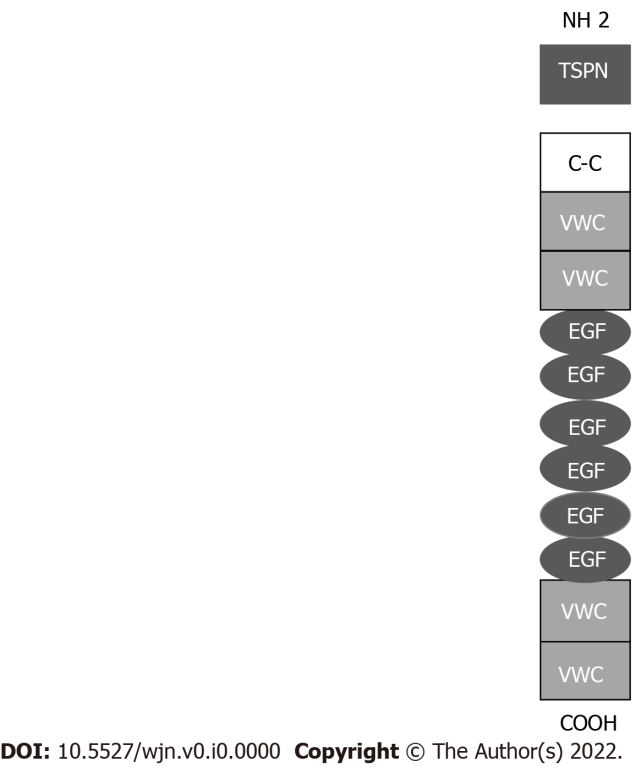 NH 2
TSPN
C-C
VWC
VWC
EGF
EGF
EGF
EGF
EGF
EGF
VWC
VWC
COOH
DOI: 10.5527/wjn.v0.i0.0000 Copyright © The Author(s) 2022.